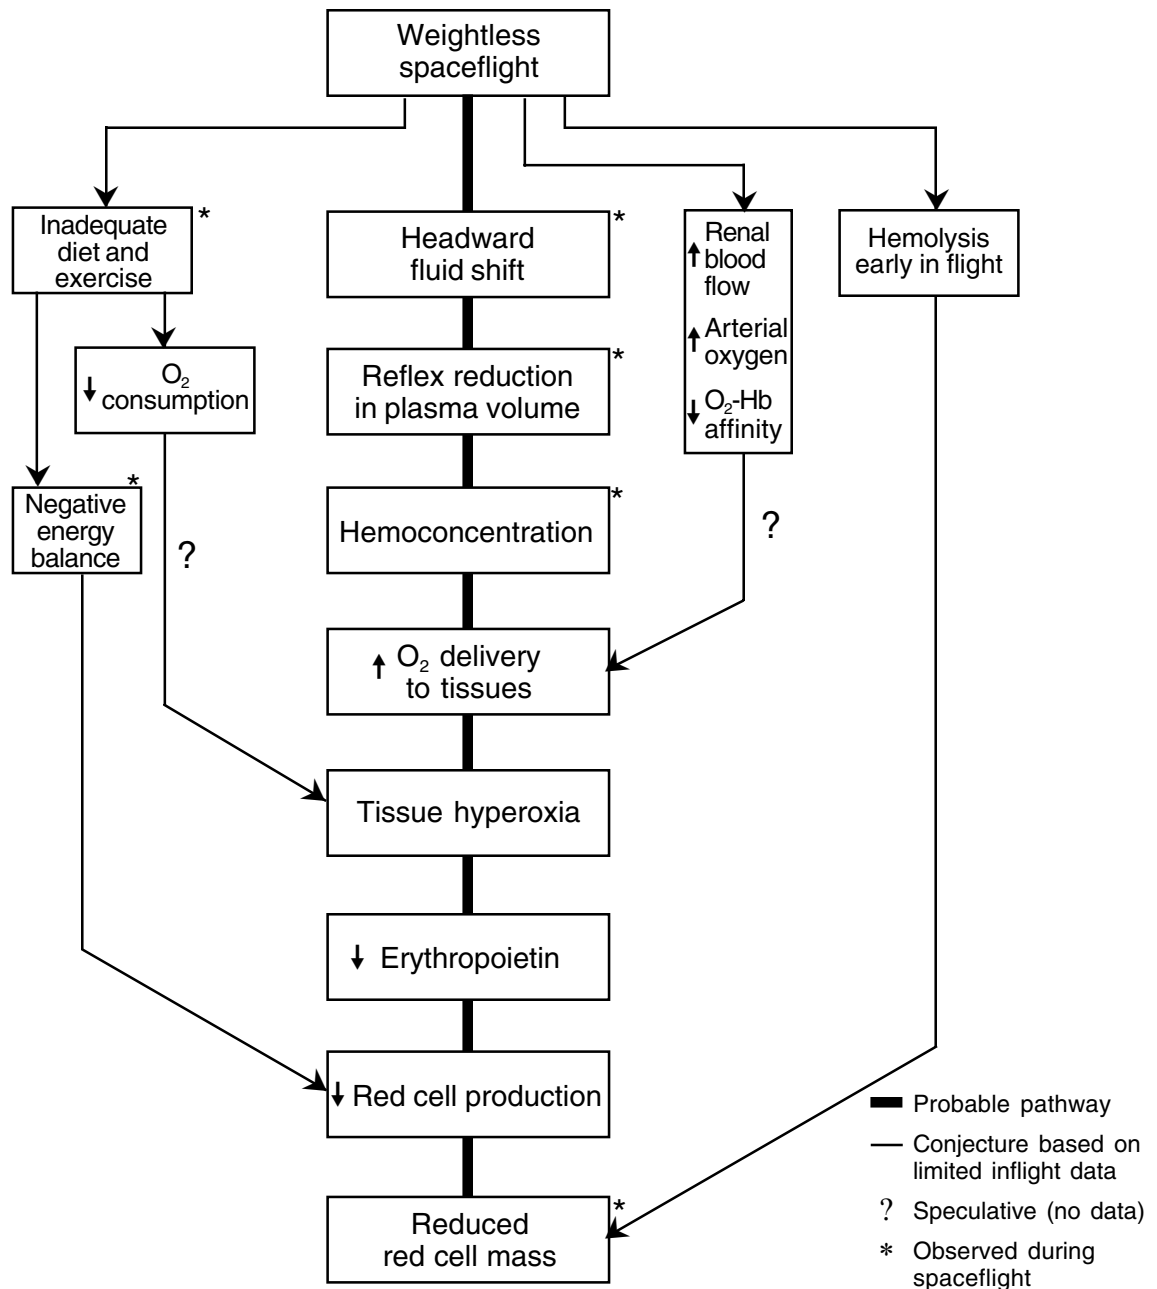 Weightless
spaceflight
Inadequate
diet and
exercise
*
Headward
fluid shift
*
↑ Renal
blood
flow
↑ Arterial
oxygen
↓ O₂-Hb
affinity
Hemolysis
early in flight
↓ O₂
consumption
Reflex reduction
in plasma volume
*
Negative
energy
balance
*
?
Hemoconcentration
*
?
↑ O₂ delivery
to tissues
Tissue hyperoxia
↓ Erythropoietin
↓ Red cell production
Reduced
red cell mass
*
Probable pathway
Conjecture based on
limited inflight data
? Speculative (no data)
* Observed during
spaceflight